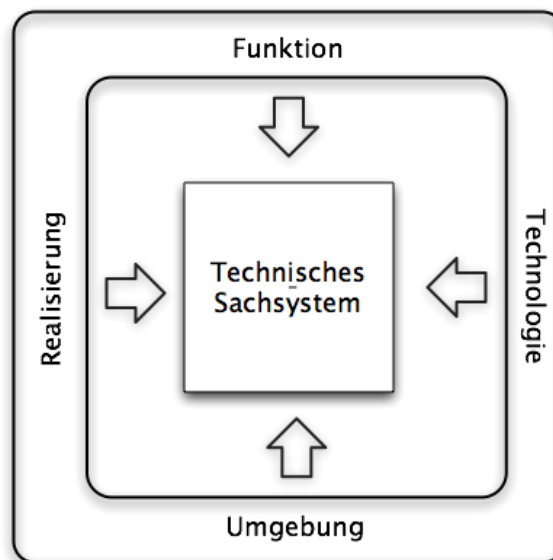 Funktion
Realisierung
Technisches
Sachsystem
Technologie
Umgebung